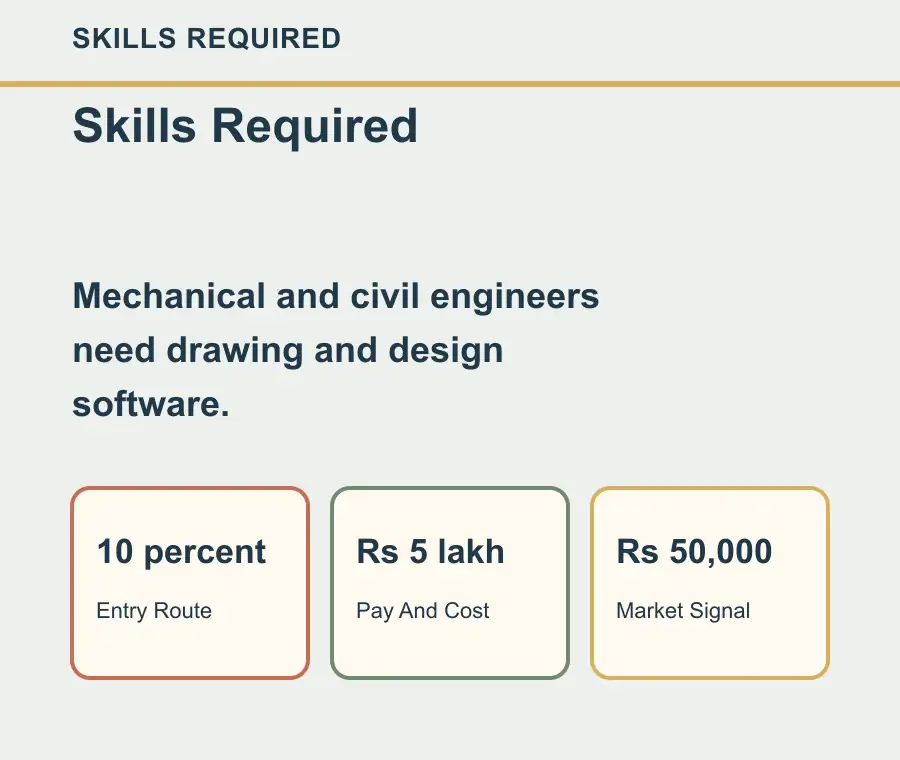 SKILLS REQUIRED
Skills Required
Mechanical and civil engineers
need drawing and design
software.
10 percent
Entry Route
Rs 5 lakh
Pay And Cost
Rs 50,000
Market Signal